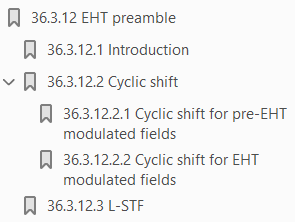 36.3.12 EHT preamble
36.3.12.1 Introduction
36.3.12.2 Cyclic shift
36.3.12.2.1 Cyclic shift for pre-EHT
modulated fields
36.3.12.2.2 Cyclic shift for EHT
modulated fields
36.3.12.3 L-STF